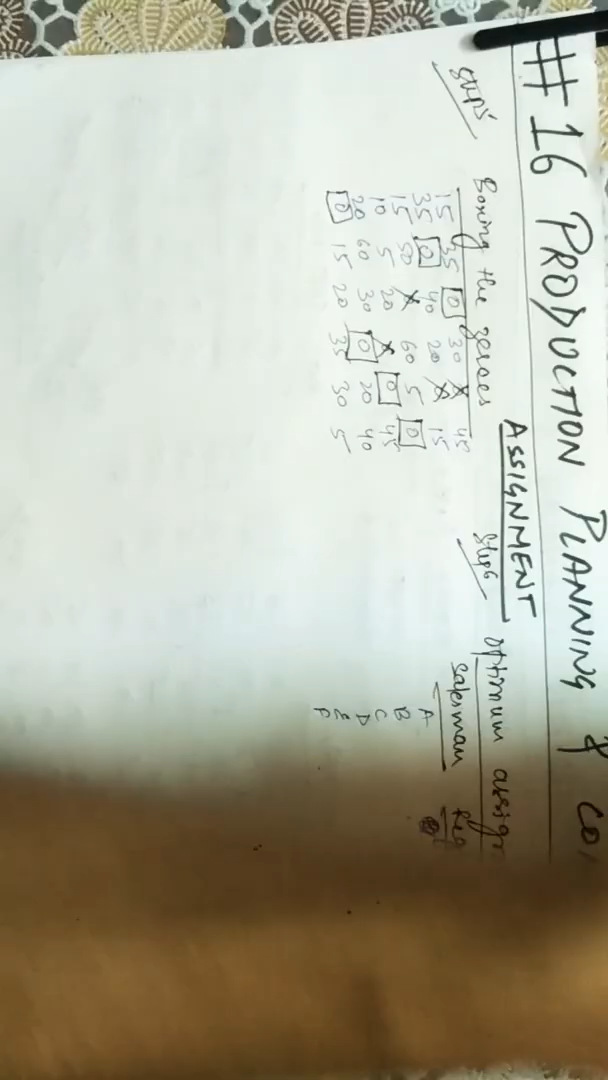 # 16 PRODUCTION PLANNING & CO
ASSIGNMENT
Step5 Boxing the zeroes
15 35 0 30 X 45
35 0 40 20 X 15
15 50 X 60 5 0
10 5 20 X 0 45
20 60 30 0 20 40
0 15 20 35 30 5
Step6 Optimum assign
Salesman Reg
A
B
C
D
E
F